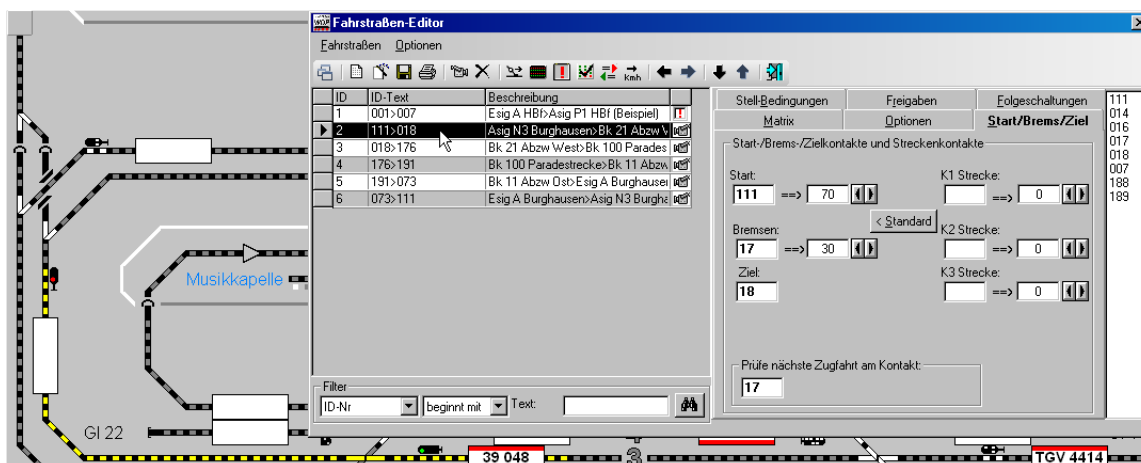 Fahrstraßen-Editor
Fahrstraßen Optionen
kmh
ID ID-Text Beschreibung
1 001>007 Esig A HBf>Asig P1 HBf (Beispiel)
2 111>018 Asig N3 Burghausen>Bk 21 Abzw W
3 018>176 Bk 21 Abzw West>Bk 100 Parades
4 176>191 Bk 100 Paradestrecke>Bk 11 Abzw
5 191>073 Bk 11 Abzw Ost>Esig A Burghausen
6 073>111 Esig A Burghausen>Asig N3 Burgha
Filter
ID-Nr beginnt mit Text:
Stell-Bedingungen Freigaben Folgeschaltungen
Matrix Optionen Start/Brems/Ziel
Start-/Brems-/Zielkontakte und Streckenkontakte
Start: K1 Strecke:
111 ==> 70 ==> 0
< Standard
Bremsen: K2 Strecke:
17 ==> 30 ==> 0
Ziel: K3 Strecke:
18 ==> 0
Prüfe nächste Zugfahrt am Kontakt:
17
111
014
016
017
018
007
188
189
Musikkapelle
Gl 22
39 048
3
TGV 4414